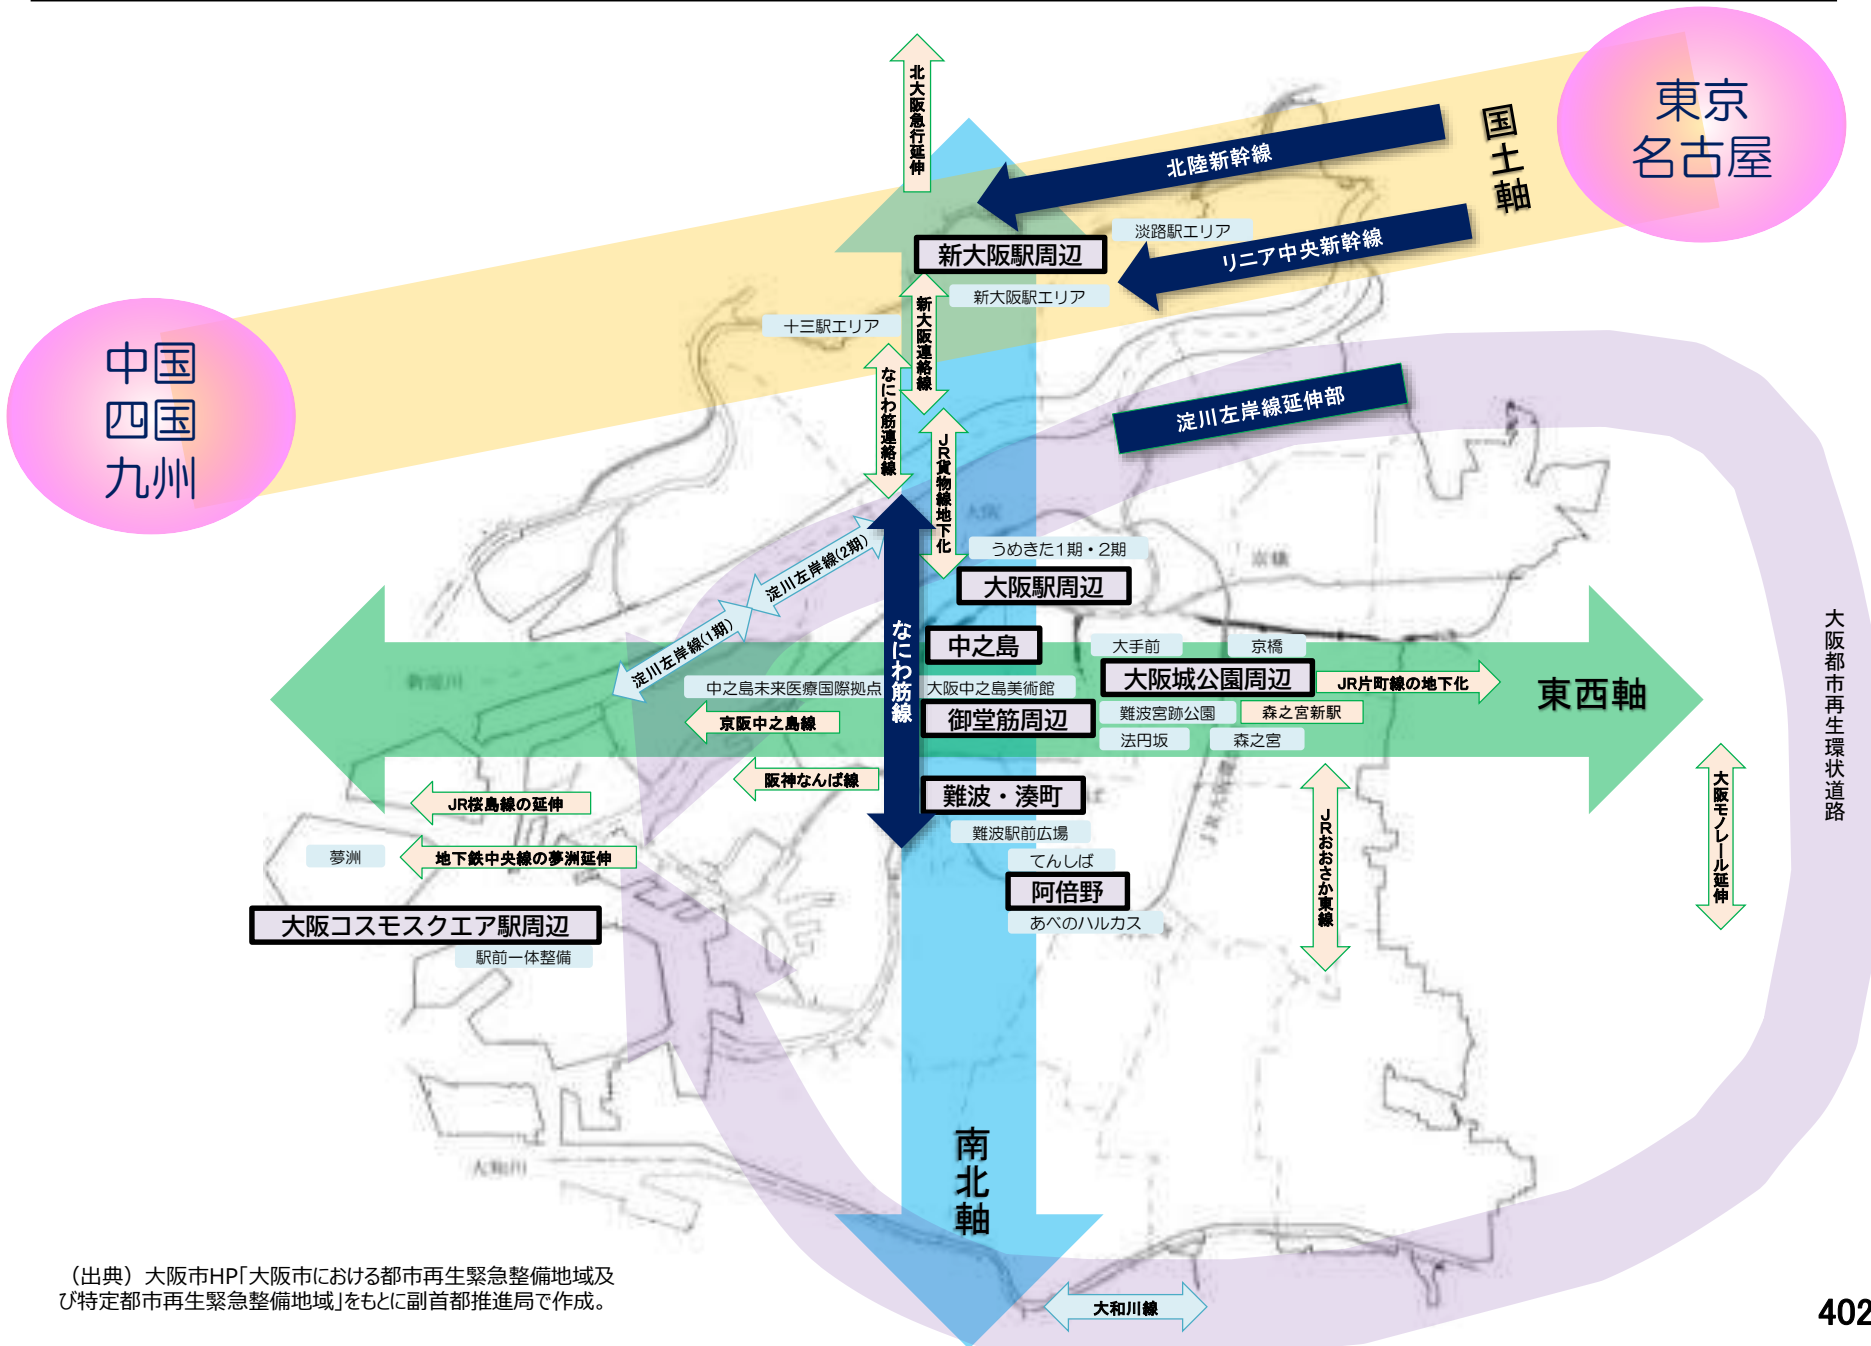 北大阪急行延伸
東京
名古屋
国土軸
北陸新幹線
リニア中央新幹線
淡路駅エリア
新大阪駅周辺
新大阪駅エリア
十三駅エリア
新大阪連絡線
中国
四国
九州
なにわ筋連絡線
淀川左岸線延伸部
JR貨物線地下化
大阪
うめきた1期・2期
京橋
大阪駅周辺
淀川左岸線(2期)
淀川左岸線(1期)
なにわ筋線
中之島
大手前
京橋
大阪城公園周辺
JR片町線の地下化
東西軸
大阪都市再生環状道路
中之島未来医療国際拠点
大阪中之島美術館
京阪中之島線
御堂筋周辺
難波宮跡公園
森之宮新駅
法円坂
森之宮
阪神なんば線
難波・湊町
難波駅前広場
JR桜島線の延伸
夢洲
地下鉄中央線の夢洲延伸
てんしば
阿倍野
あべのハルカス
JRおおさか東線
大阪モノレール延伸
大阪コスモスクエア駅周辺
駅前一体整備
南北軸
大和川
大和川線
（出典）大阪市HP「大阪市における都市再生緊急整備地域及
び特定都市再生緊急整備地域」をもとに副首都推進局で作成。
402